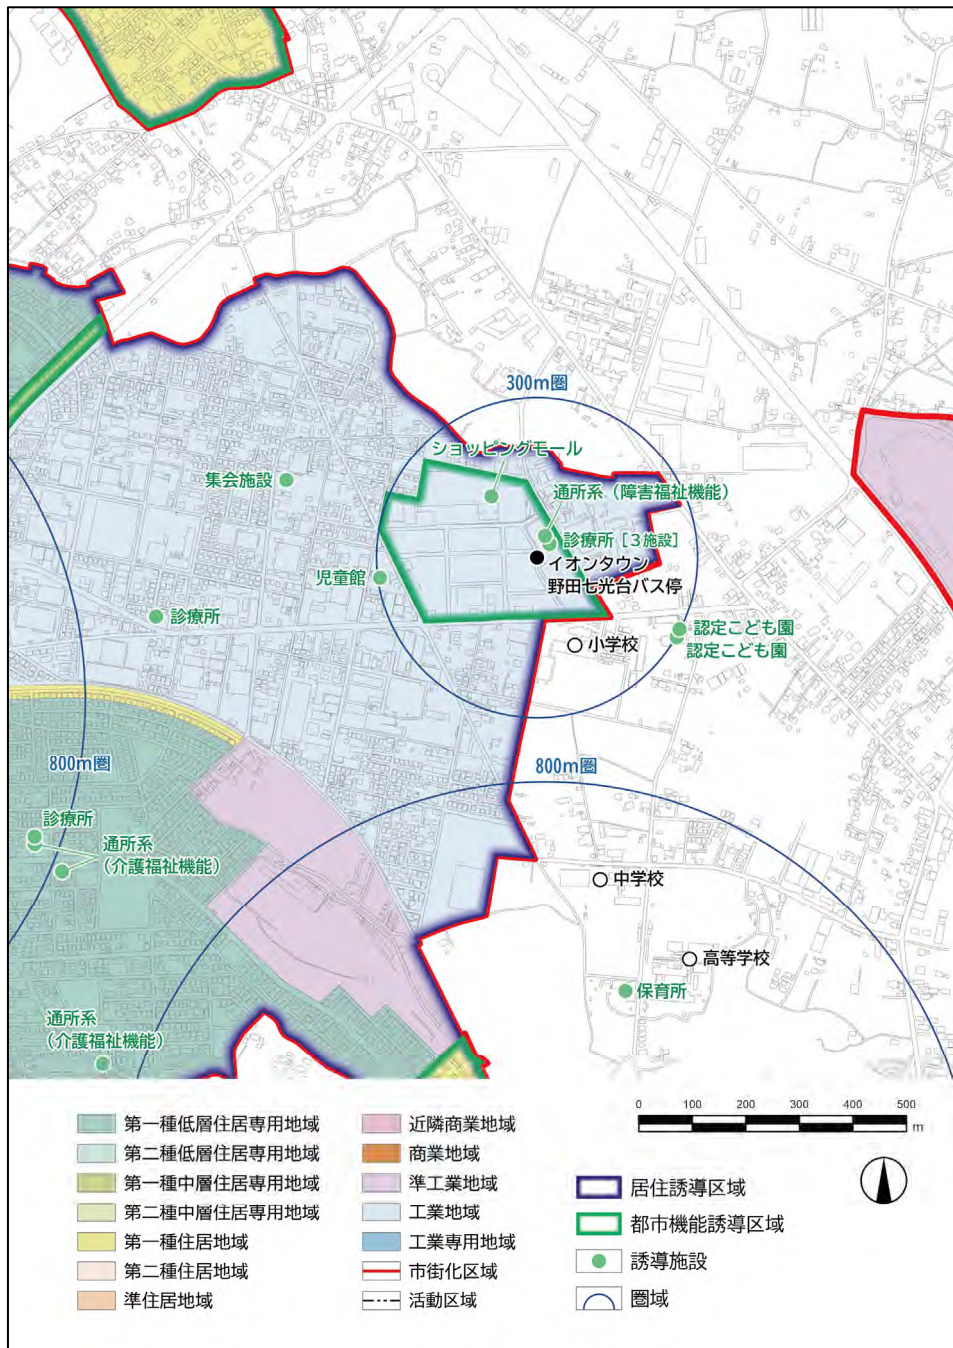 300m圏
ショッピングモール
集会施設
通所系（障害福祉機能）
診療所［3施設］
イオンタウン
野田七光台バス停
児童館
診療所
認定こども園
小学校
認定こども園
800m圏
800m圏
診療所
通所系
（介護福祉機能）
中学校
高等学校
保育所
通所系
（介護福祉機能）
0 100 200 300 400 500
m
第一種低層住居専用地域
第二種低層住居専用地域
第一種中層住居専用地域
第二種中層住居専用地域
第一種住居地域
第二種住居地域
準住居地域
近隣商業地域
商業地域
準工業地域
工業地域
工業専用地域
市街化区域
活動区域
居住誘導区域
都市機能誘導区域
誘導施設
圏域